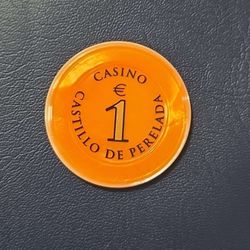 CASINO
€
1
CASTILLO DE PERELADA